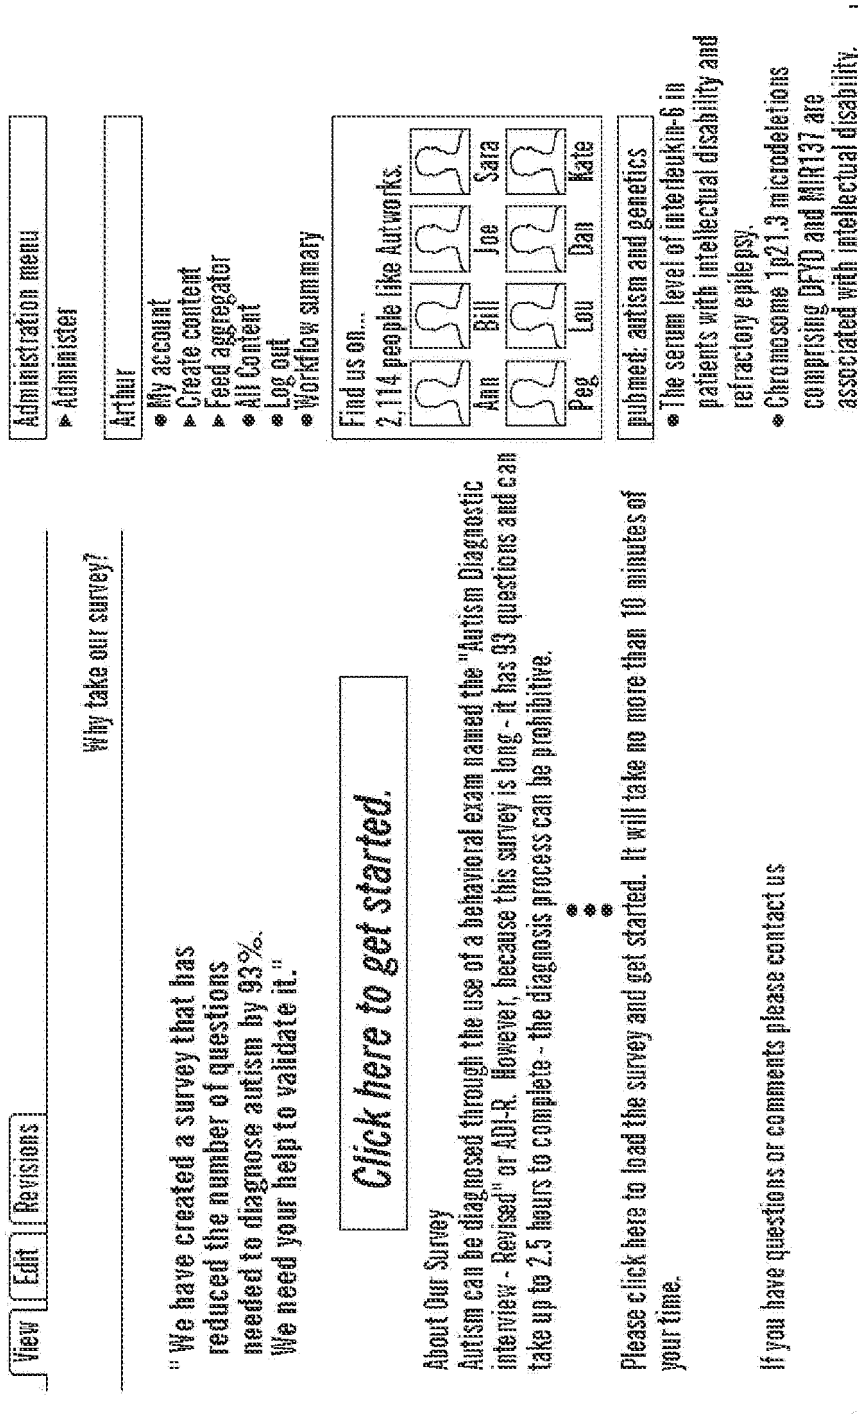 View
Edit
Revisions
Why take our survey?
" We have created a survey that has
reduced the number of questions
needed to diagnose autism by 93%.
We need your help to validate it."
Click here to get started.
About Our Survey
Autism can be diagnosed through the use of a behavioral exam named the "Autism Diagnostic
interview - Revised" or ADI-R. However, because this survey is long - it has 93 questions and can
take up to 2.5 hours to complete - the diagnosis process can be prohibitive.
Please click here to load the survey and get started. It will take no more than 10 minutes of
your time.
If you have questions or comments please contact us
Administration menu
Administer
Arthur
My account
Create content
Feed aggregator
All Content
Log out
Workflow summary
Find us on...
2,114 people like Autworks.
Ann Bill Joe Sara
Peg Lou Dan Kate
pubmed: autism and genetics
The serum level of interleukin-6 in
patients with intellectual disability and
refractory epilepsy.
Chromosome 1p21.3 microdeletions
comprising DFYD and MIR137 are
associated with intellectual disability.